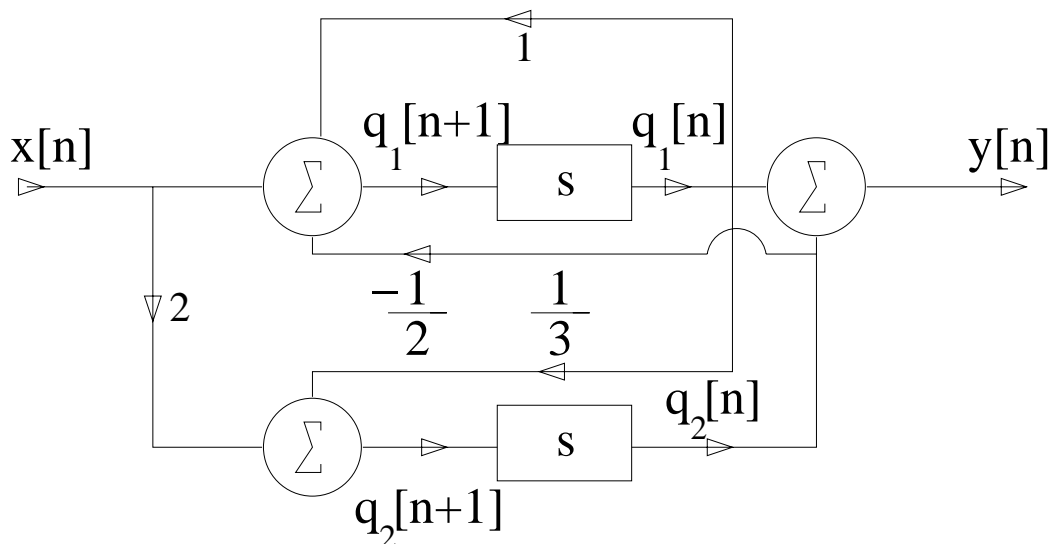 1
x[n]
q₁[n+1]
q₁[n]
y[n]
Σ
s
Σ
2
-1/2
1/3
Σ
s
q₂[n]
q₂[n+1]